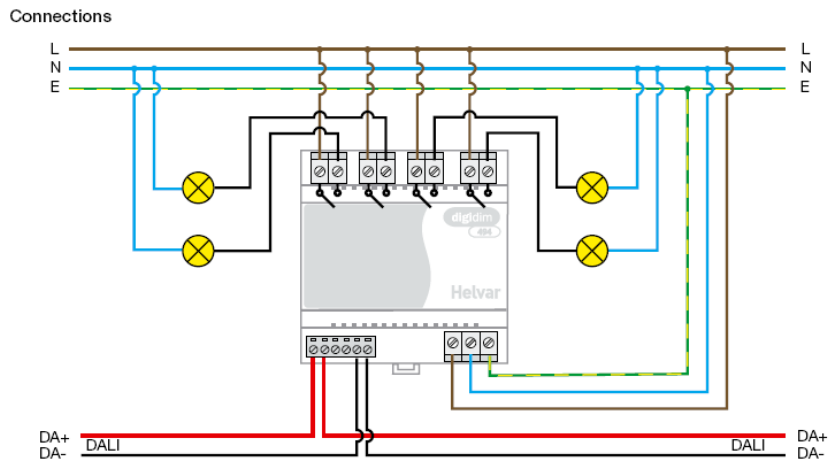 Connections
L L
N N
E E
digidim
494
Helvar
DA+ DA+
DALI DALI
DA- DA-